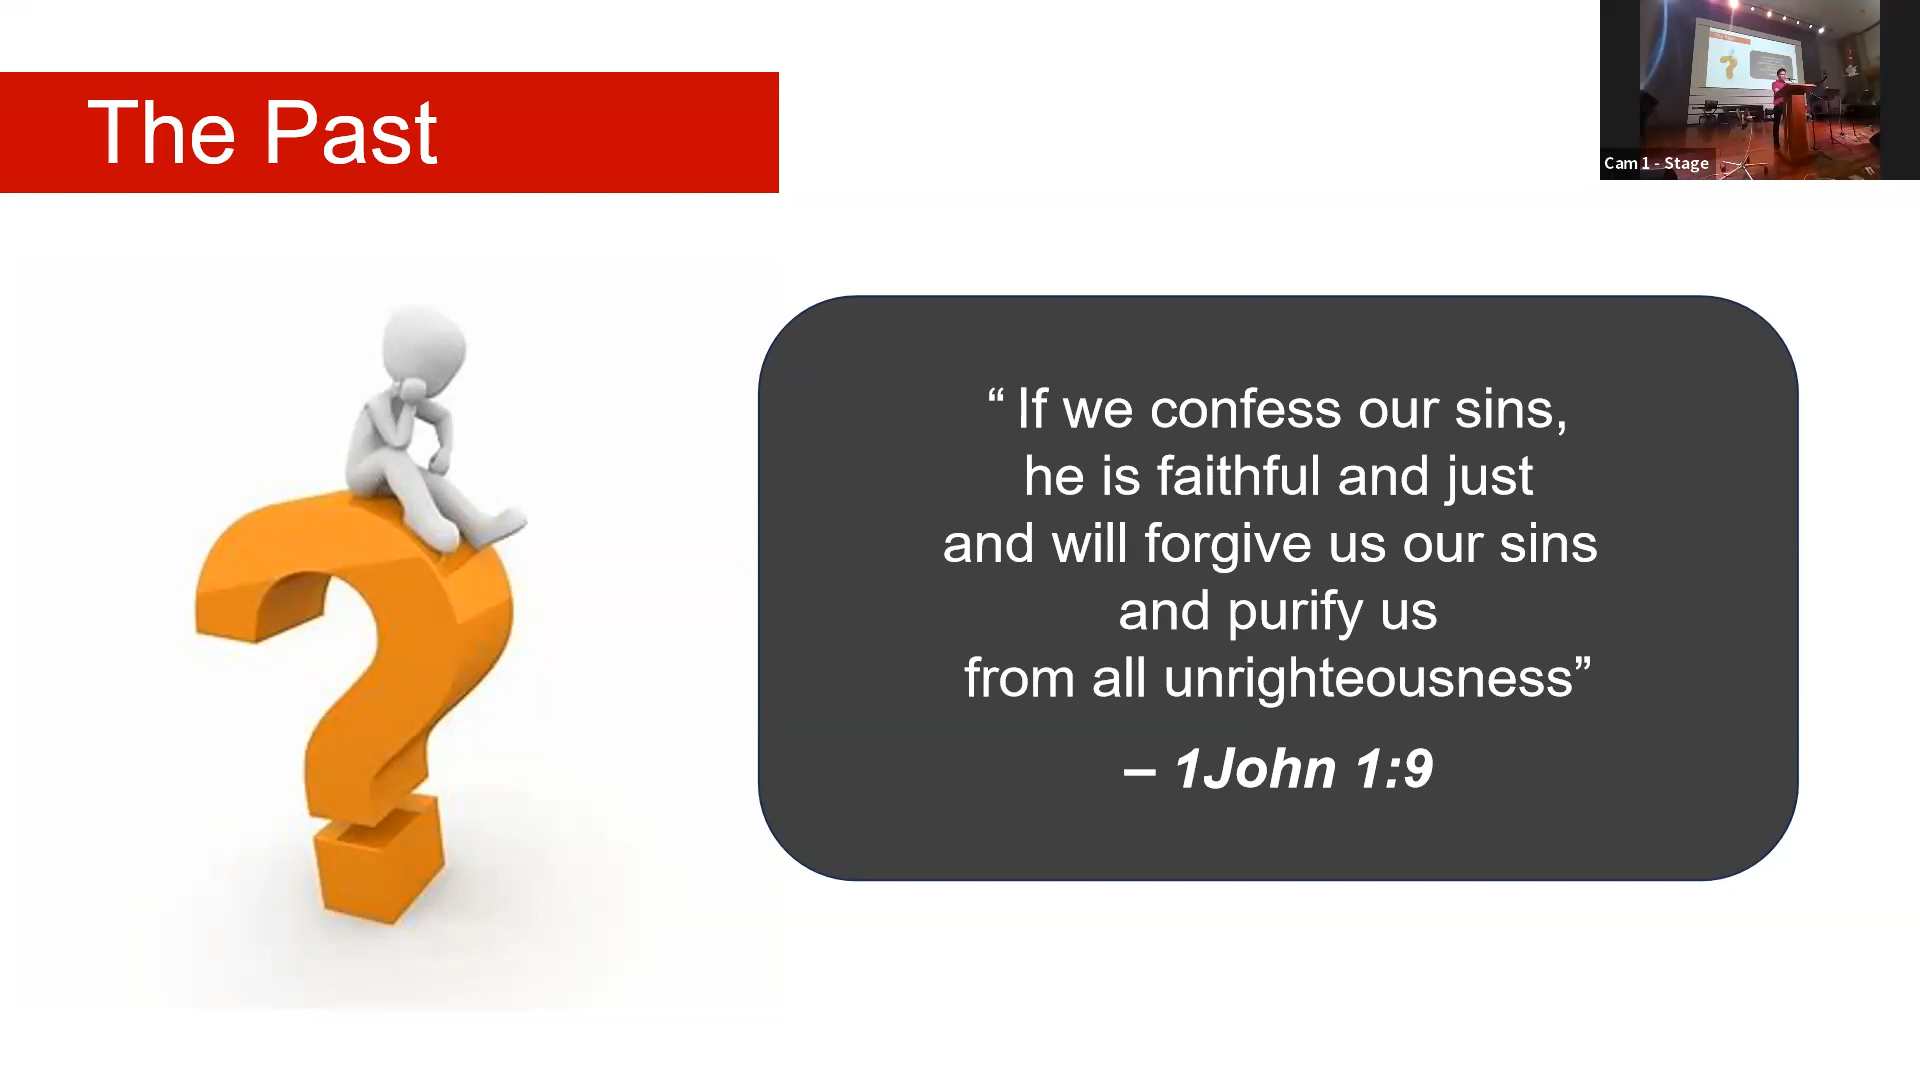 The Past
Cam 1 - Stage
“ If we confess our sins,
he is faithful and just
and will forgive us our sins
and purify us
from all unrighteousness”
– 1John 1:9